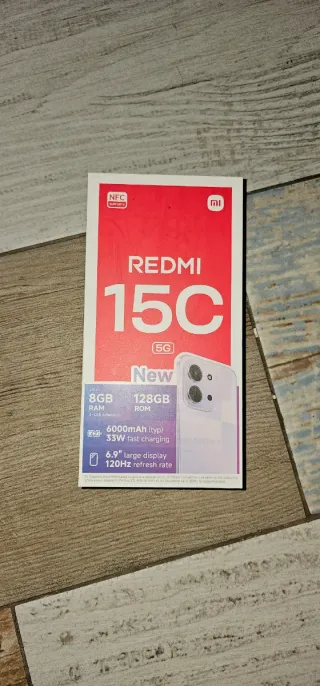 NFC
REDMI
15C
5G
New
8GB 128GB
RAM ROM
6000mAh (typ)
33W fast charging
6.9" large display
120Hz refresh rate